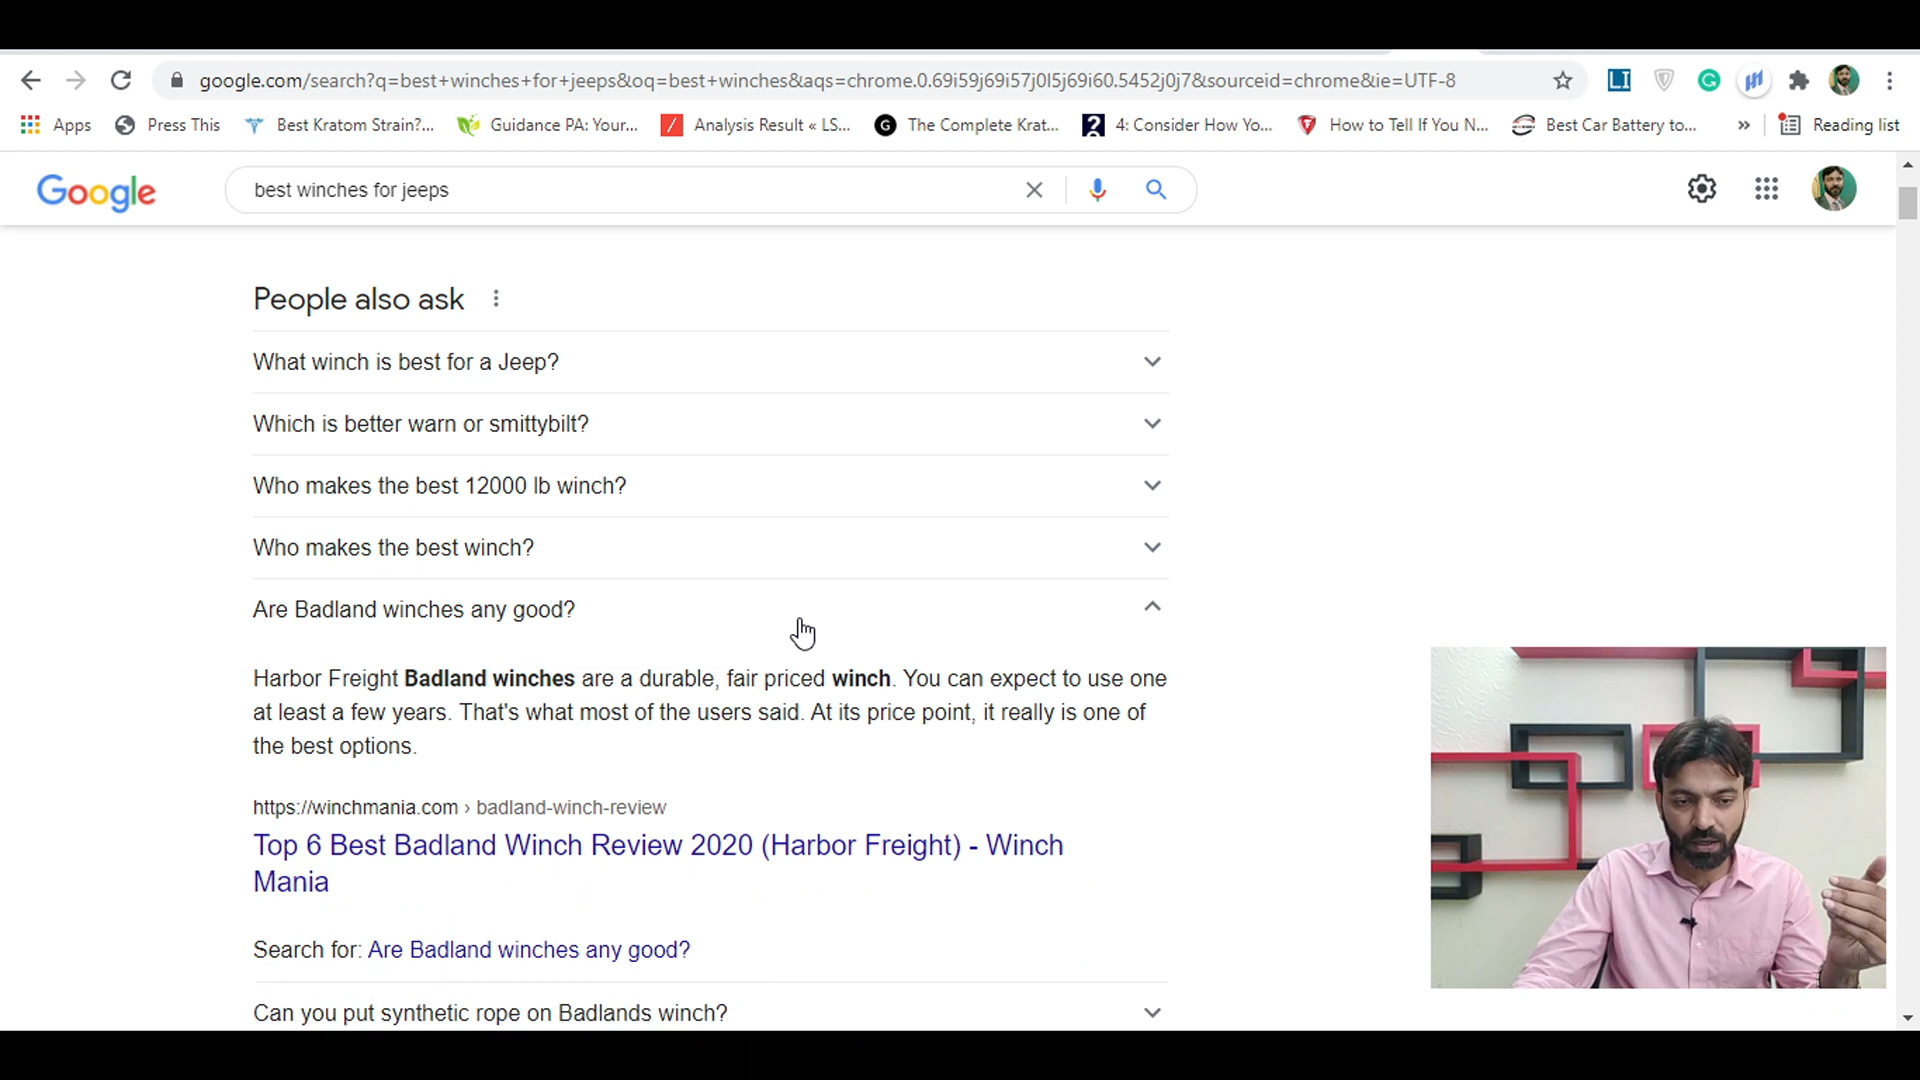 google.com/search?q=best+winches+for+jeeps&oq=best+winches&aqs=chrome.0.69i59j69i57j0l5j69i60.5452j0j7&sourceid=chrome&ie=UTF-8
Apps Press This Best Kratom Strain?... Guidance PA: Your... Analysis Result « LS... The Complete Krat... 4: Consider How Yo... How to Tell If You N... Best Car Battery to... » Reading list
Google best winches for jeeps
People also ask
What winch is best for a Jeep?
Which is better warn or smittybilt?
Who makes the best 12000 lb winch?
Who makes the best winch?
Are Badland winches any good?
Harbor Freight Badland winches are a durable, fair priced winch. You can expect to use one
at least a few years. That's what most of the users said. At its price point, it really is one of
the best options.
https://winchmania.com › badland-winch-review
Top 6 Best Badland Winch Review 2020 (Harbor Freight) - Winch
Mania
Search for: Are Badland winches any good?
Can you put synthetic rope on Badlands winch?